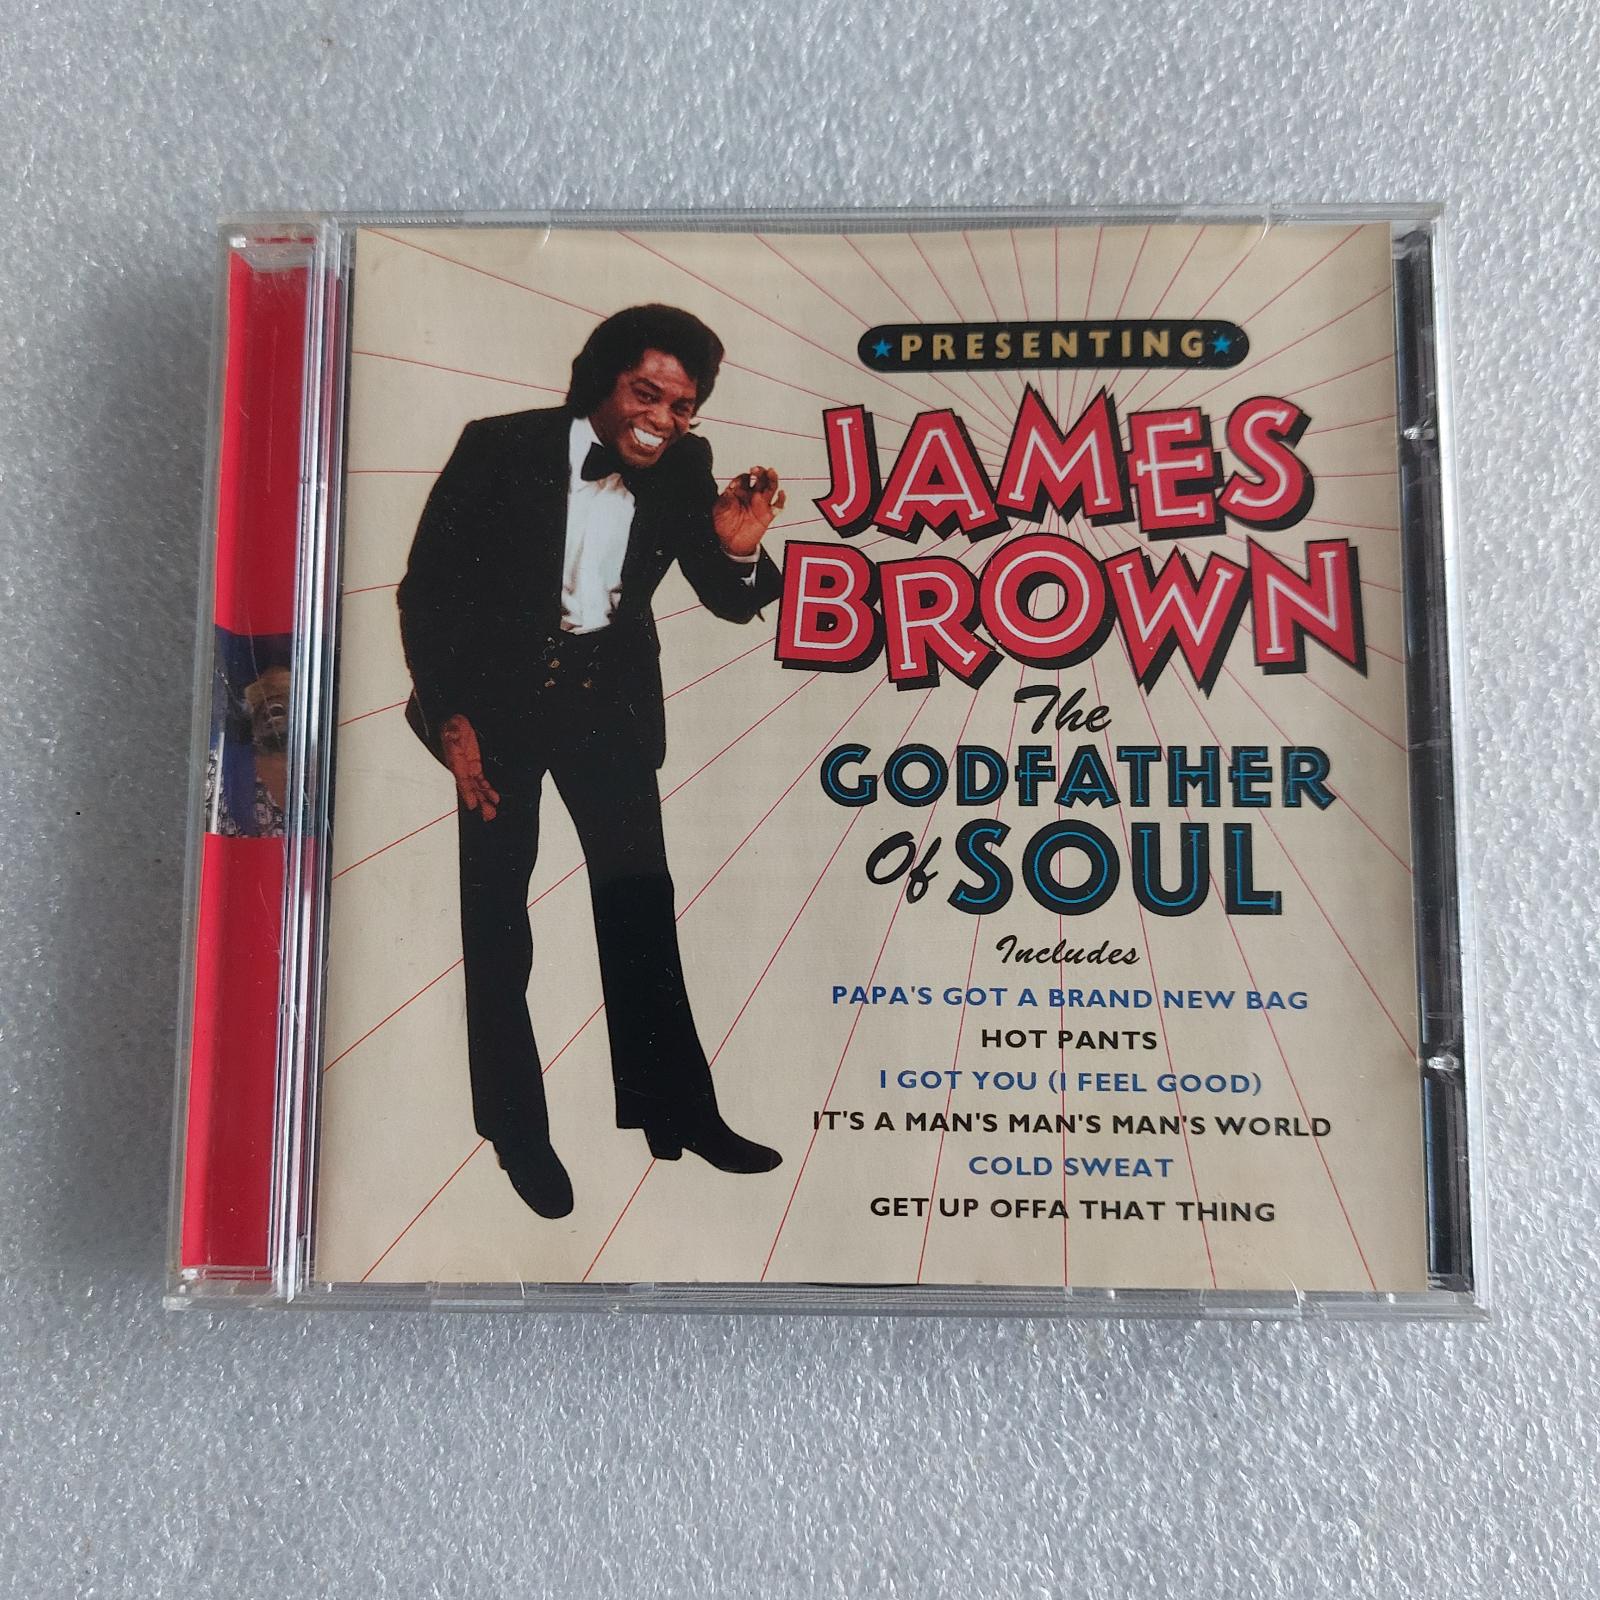 PRESENTING
JAMES
BROWN
The
GODFATHER
Of SOUL
Includes
PAPA'S GOT A BRAND NEW BAG
HOT PANTS
I GOT YOU (I FEEL GOOD)
IT'S A MAN'S MAN'S MAN'S WORLD
COLD SWEAT
GET UP OFFA THAT THING